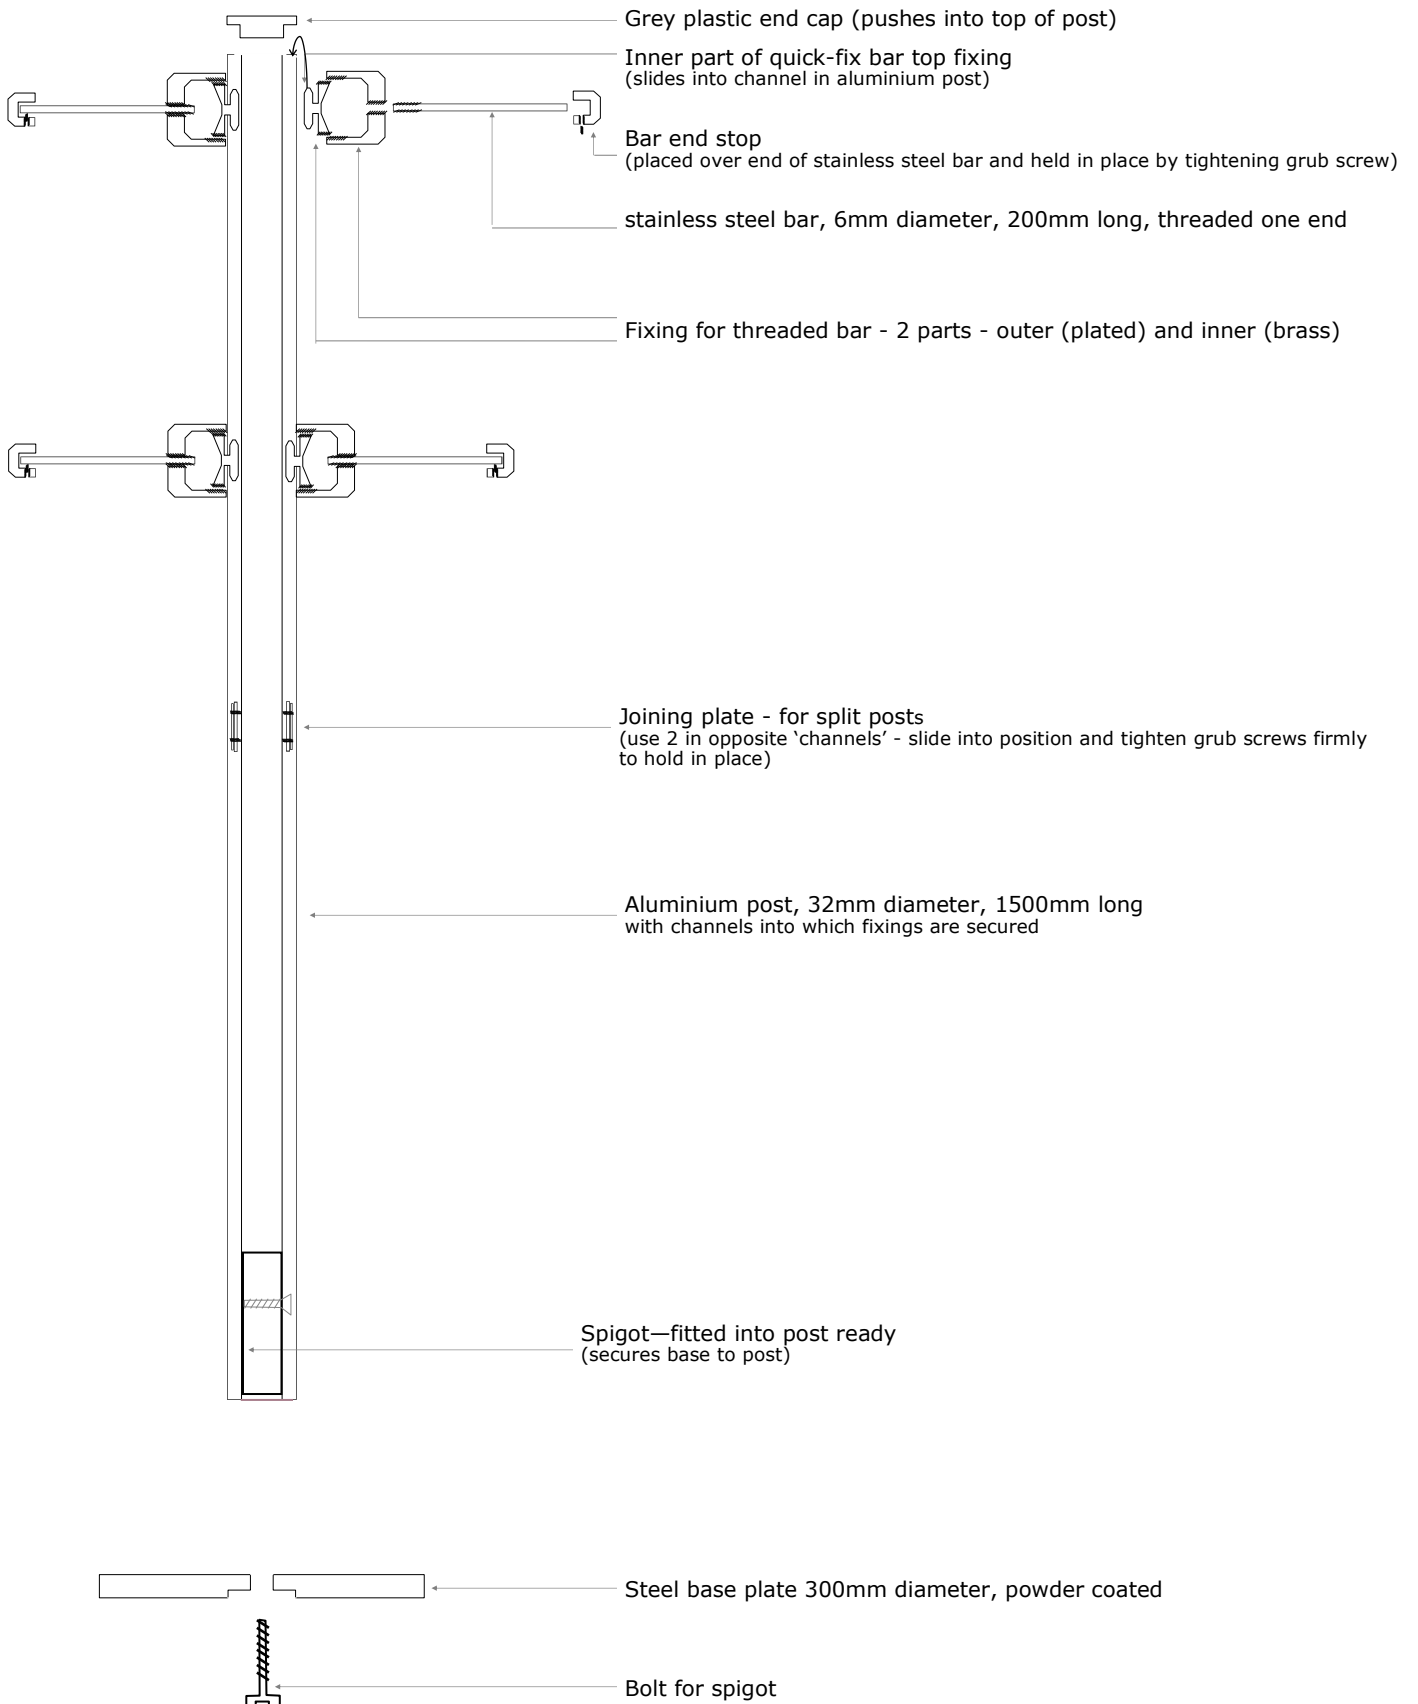 Grey plastic end cap (pushes into top of post)
Inner part of quick-fix bar top fixing
(slides into channel in aluminium post)
Bar end stop
(placed over end of stainless steel bar and held in place by tightening grub screw)
stainless steel bar, 6mm diameter, 200mm long, threaded one end
Fixing for threaded bar - 2 parts - outer (plated) and inner (brass)
Joining plate - for split posts
(use 2 in opposite ‘channels’ - slide into position and tighten grub screws firmly
to hold in place)
Aluminium post, 32mm diameter, 1500mm long
with channels into which fixings are secured
Spigot—fitted into post ready
(secures base to post)
Steel base plate 300mm diameter, powder coated
Bolt for spigot